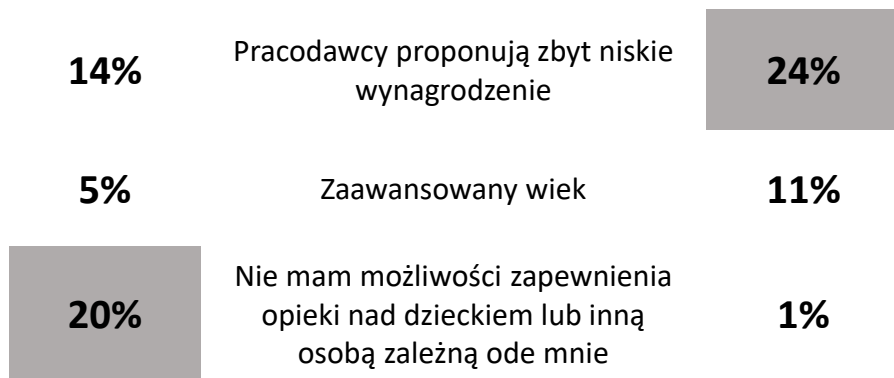 14%
Pracodawcy proponują zbyt niskie
wynagrodzenie
24%
5%
Zaawansowany wiek
11%
20%
Nie mam możliwości zapewnienia
opieki nad dzieckiem lub inną
osobą zależną ode mnie
1%